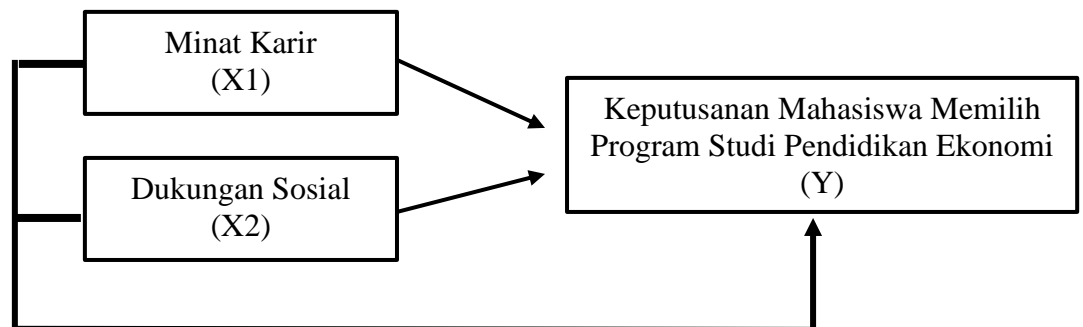 Minat Karir
(X1)
Keputusanan Mahasiswa Memilih
Program Studi Pendidikan Ekonomi
(Y)
Dukungan Sosial
(X2)